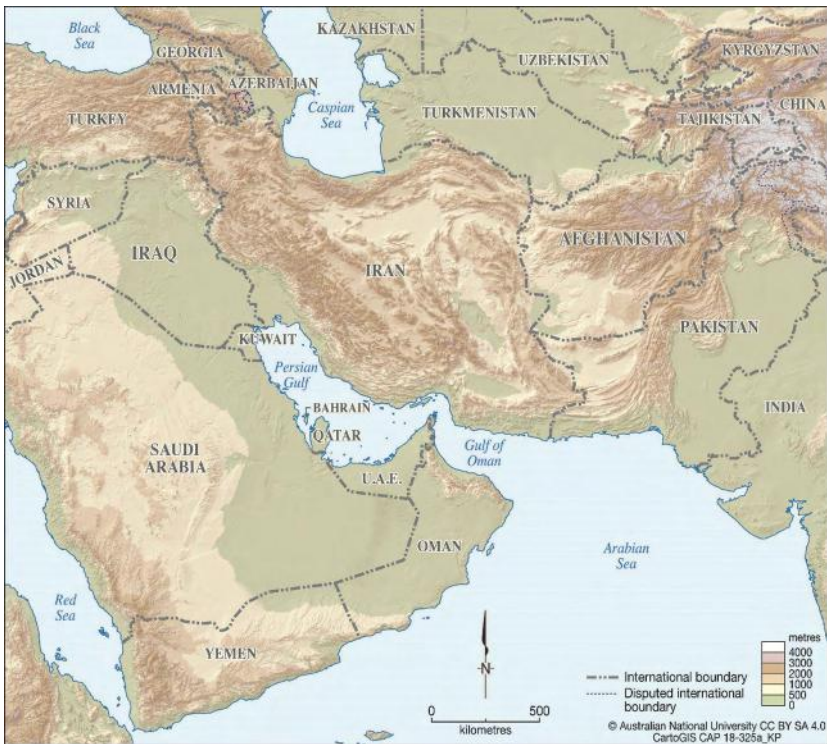 Black
Sea
KAZAKHSTAN
GEORGIA
UZBEKISTAN
KYRGYZSTAN
ARMENIA
AZERBAIJAN
CHINA
TURKEY
Caspian
Sea
TURKMENISTAN
TAJIKISTAN
SYRIA
AFGHANISTAN
IRAQ
IRAN
JORDAN
PAKISTAN
KUWAIT
Persian
Gulf
BAHRAIN
QATAR
INDIA
SAUDI
ARABIA
Gulf of
Oman
U.A.E.
OMAN
Arabian
Sea
Red
Sea
YEMEN
N
metres
4000
3000
2000
1000
500
0
International boundary
Disputed international
boundary
0 500
kilometres
© Australian National University CC BY SA 4.0
CartoGIS CAP 18-325a_KP